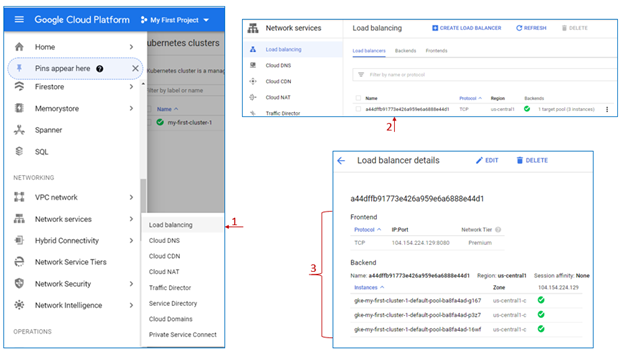 Google Cloud Platform
My First Project
Kubernetes clusters
Home
Pins appear here
Kubernetes cluster is a manag
Firestore
filter by label or name
Memorystore
Name
Spanner
my-first-cluster-1
SQL
NETWORKING
VPC network
Network services
Hybrid Connectivity
Network Service Tiers
Network Security
Network Intelligence
OPERATIONS
Load balancing
Cloud DNS
Cloud CDN
Cloud NAT
Traffic Director
Service Directory
Cloud Domains
Private Service Connect
1
Network services
Load balancing
CREATE LOAD BALANCER
REFRESH
DELETE
Load balancing
Cloud DNS
Cloud CDN
Cloud NAT
Traffic Director
Load balancers Backends Frontends
Filter by name or protocol
Name Protocol Region Backends
a44dffb91773e426a959e6a6888e44d1 TCP us-central1 1 target pool (3 instances)
2
Load balancer details
EDIT
DELETE
a44dffb91773e426a959e6a6888e44d1
Frontend
Protocol IP:Port Network Tier
TCP 104.154.224.129:8080 Premium
Backend
Name: a44dffb91773e426a959e6a6888e44d1 Region: us-central1 Session affinity: None
Instances Zone 104.154.224.129
gke-my-first-cluster-1-default-pool-ba8fa4ad-g167 us-central1-c
gke-my-first-cluster-1-default-pool-ba8fa4ad-p3z7 us-central1-c
gke-my-first-cluster-1-default-pool-ba8fa4ad-16wf us-central1-c
3